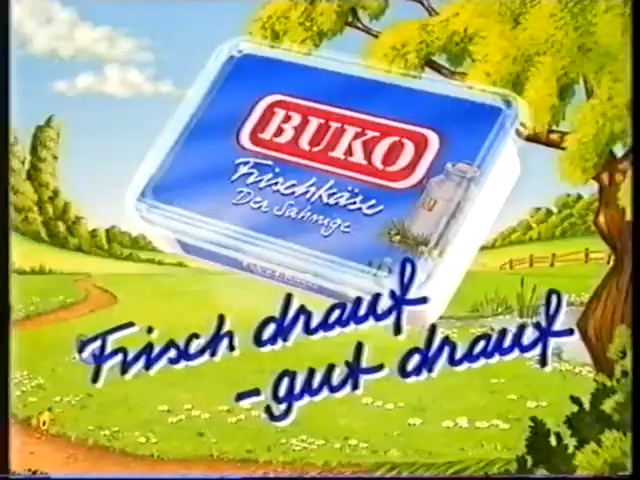 BUKO
Frischkäse
Der Sahnige
Frisch drauf
-gut drauf